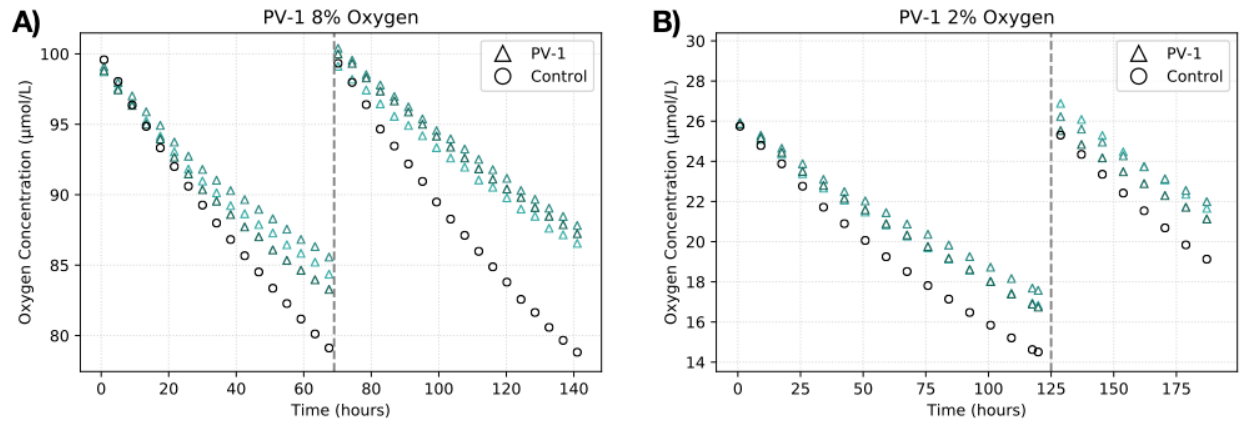 A)
PV-1 8% Oxygen
Oxygen Concentration (μmol/L)
100
95
90
85
80
PV-1
Control
0 20 40 60 80 100 120 140
Time (hours)
B)
PV-1 2% Oxygen
Oxygen Concentration (μmol/L)
30
28
26
24
22
20
18
16
14
PV-1
Control
0 25 50 75 100 125 150 175
Time (hours)